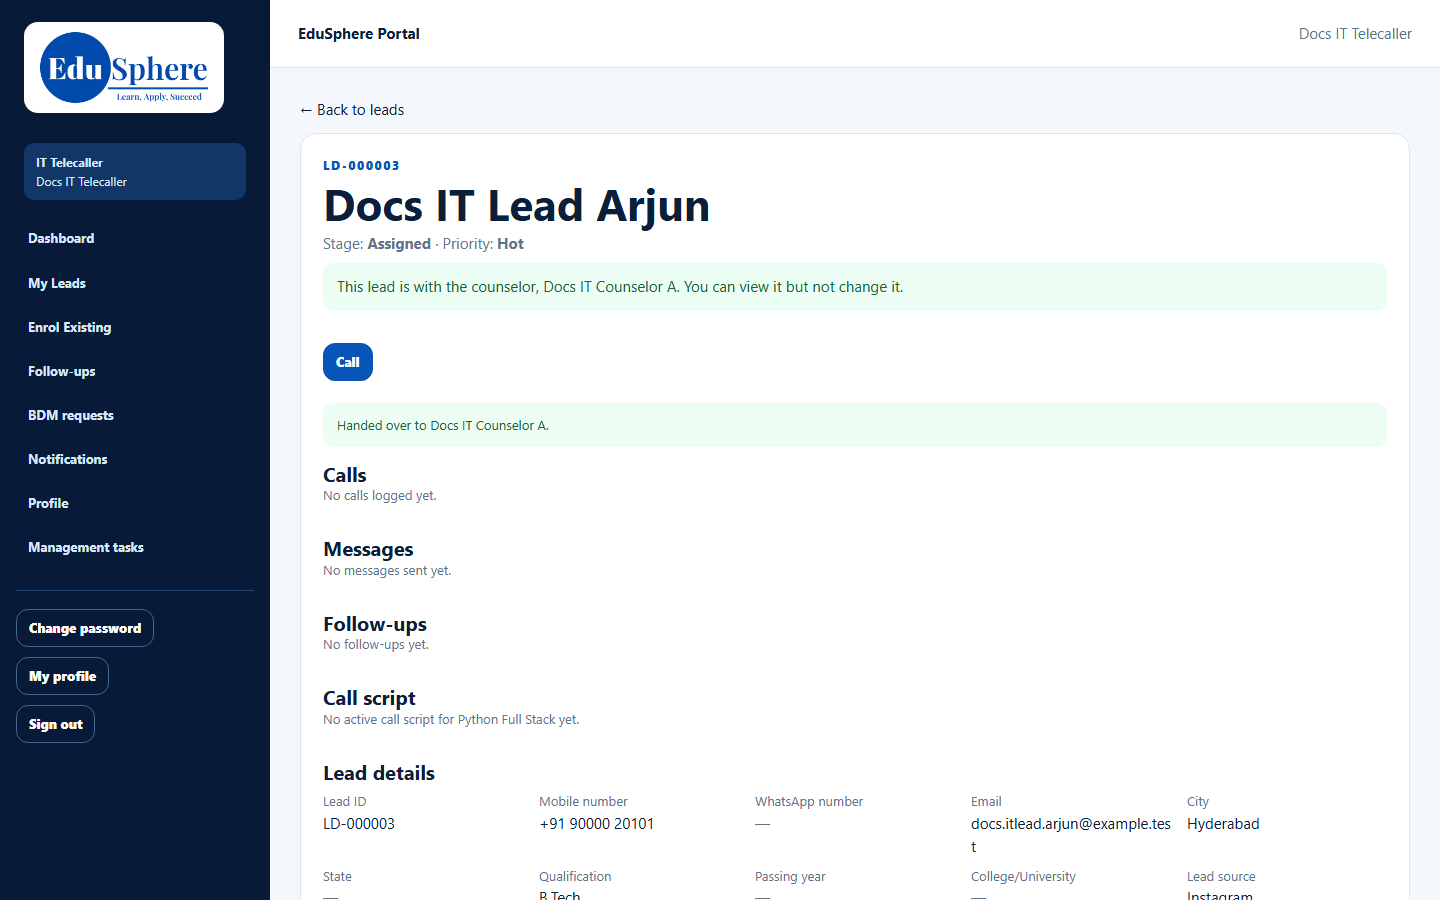 EduSphere
Learn. Apply, Succeed
IT Telecaller
Docs IT Telecaller
Dashboard
My Leads
Enrol Existing
Follow-ups
BDM requests
Notifications
Profile
Management tasks
Change password
My profile
Sign out
EduSphere Portal
Docs IT Telecaller
← Back to leads
LD-000003
Docs IT Lead Arjun
Stage: Assigned · Priority: Hot
This lead is with the counselor, Docs IT Counselor A. You can view it but not change it.
Call
Handed over to Docs IT Counselor A.
Calls
No calls logged yet.
Messages
No messages sent yet.
Follow-ups
No follow-ups yet.
Call script
No active call script for Python Full Stack yet.
Lead details
Lead ID Mobile number WhatsApp number Email City
LD-000003 +91 90000 20101 — docs.itlead.arjun@example.tes Hyderabad
t
State Qualification Passing year College/University Lead source
— B.Tech — — Instagram